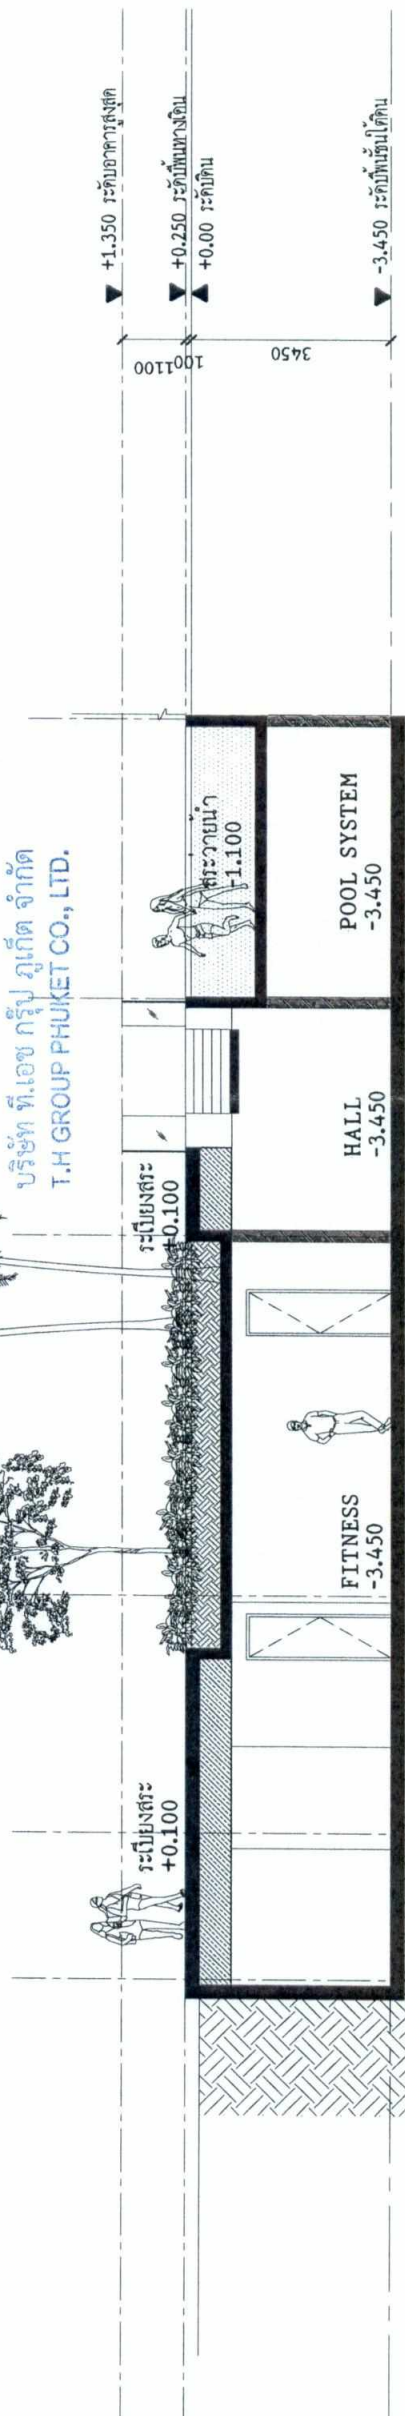 บริษัท ที.เอช กรุ๊ป ภูเก็ต จำกัด
T.H GROUP PHUKET CO., LTD.
+1.350 ระดับอาคารสูงสุด
+0.250 ระดับพื้นทางเดิน
+0.00 ระดับดิน
-3.450 ระดับพื้นชั้นใต้ดิน
1100
100
3450
ระเบียงสระ
+0.100
ระเบียงสระ
+0.100
สระว่ายน้ำ
-1.100
FITNESS
-3.450
HALL
-3.450
POOL SYSTEM
-3.450